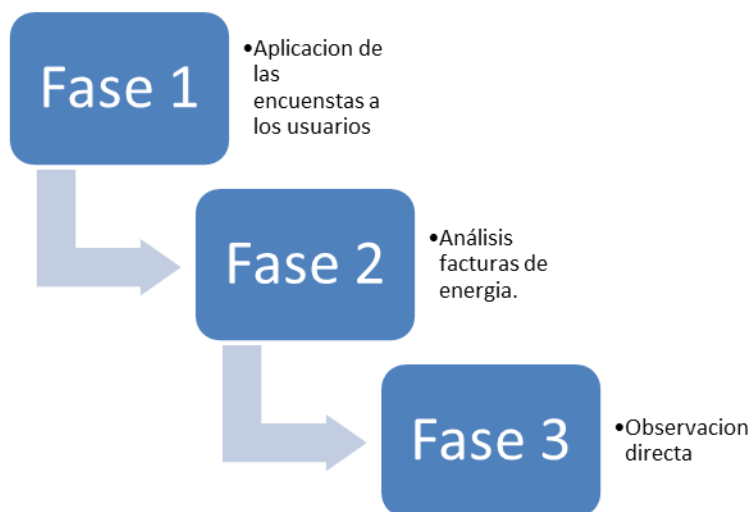 Fase 1
•Aplicacion de
las
encuenstas a
los usuarios
Fase 2
•Análisis
facturas de
energia.
Fase 3
•Observacion
directa